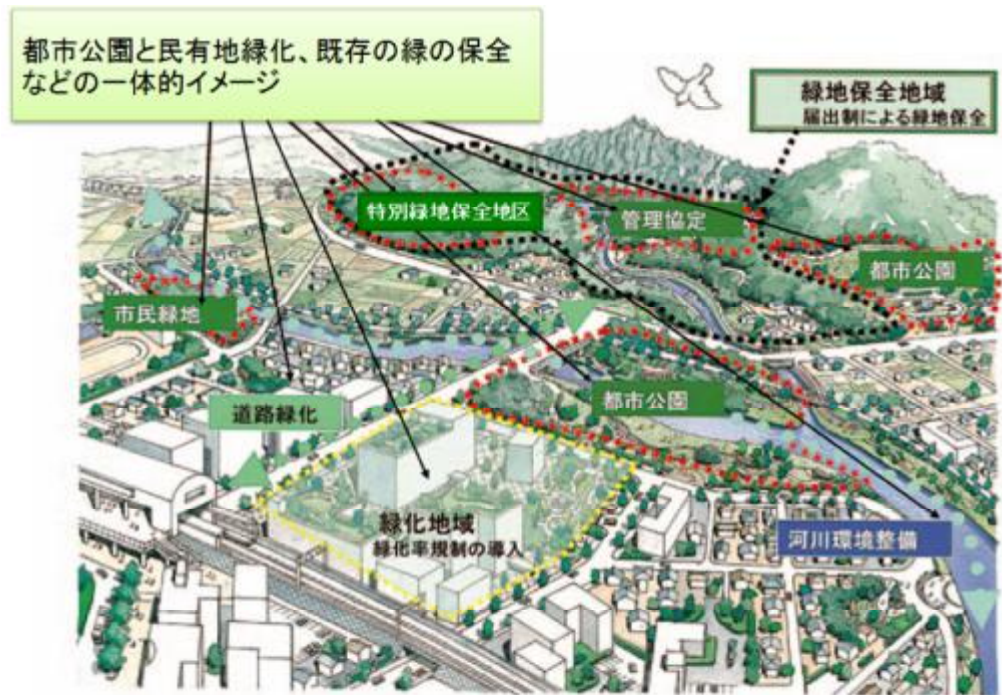 都市公園と民有地緑化、既存の緑の保全
などの一体的イメージ
緑地保全地域
届出制による緑地保全
特別緑地保全地区
管理協定
都市公園
市民緑地
都市公園
道路緑化
緑化地域
緑化率規制の導入
河川環境整備